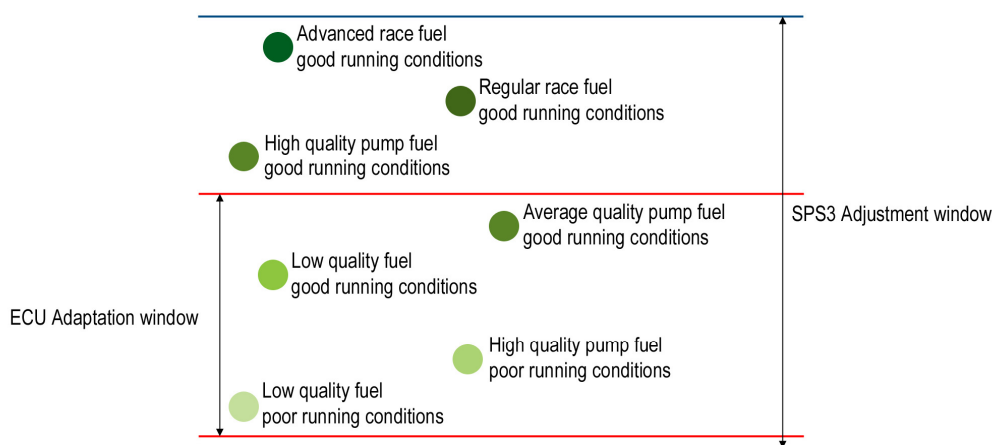 Advanced race fuel
good running conditions
Regular race fuel
good running conditions
High quality pump fuel
good running conditions
Average quality pump fuel
good running conditions
SPS3 Adjustment window
Low quality fuel
good running conditions
ECU Adaptation window
High quality pump fuel
poor running conditions
Low quality fuel
poor running conditions